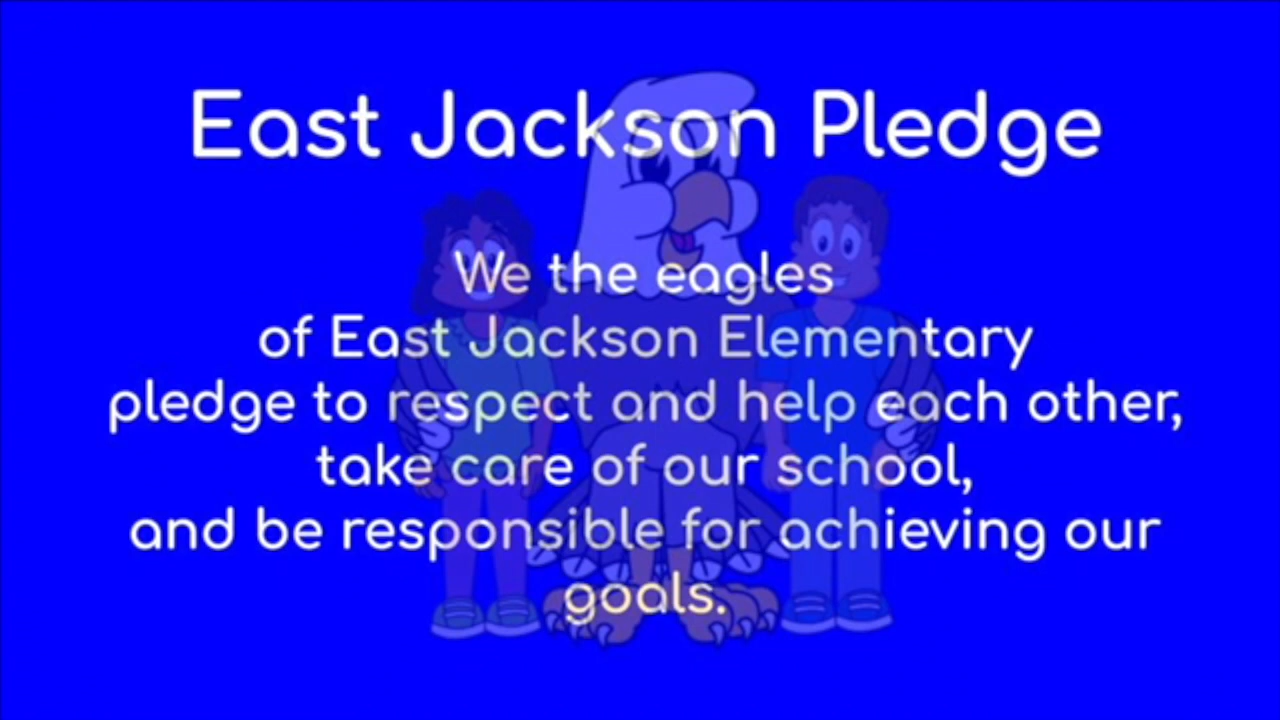 East Jackson Pledge
We the eagles
of East Jackson Elementary
pledge to respect and help each other,
take care of our school,
and be responsible for achieving our
goals.